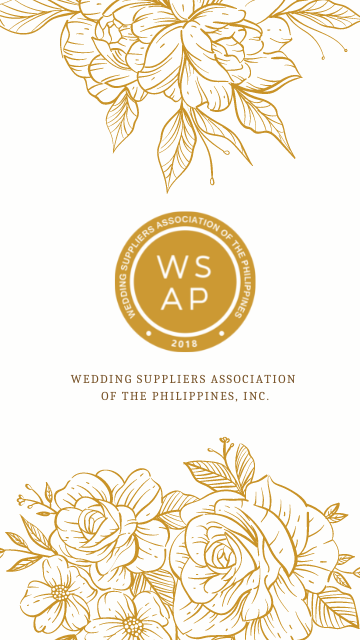 WEDDING SUPPLIERS ASSOCIATION OF THE PHILIPPINES
WS
AP
2018
WEDDING SUPPLIERS ASSOCIATION
OF THE PHILIPPINES, INC.